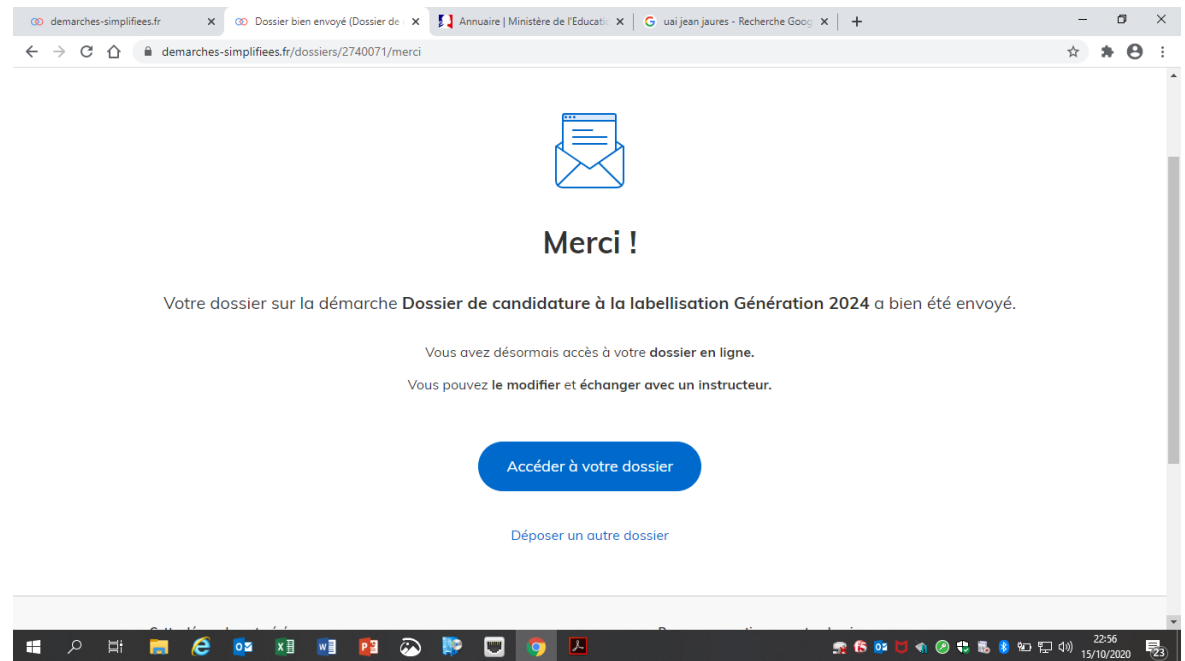 demarches-simplifiees.fr
Dossier bien envoyé (Dossier de
Annuaire | Ministère de l'Educatio
uai jean jaures - Recherche Goog
demarches-simplifiees.fr/dossiers/2740071/merci
Merci !
Votre dossier sur la démarche Dossier de candidature à la labellisation Génération 2024 a bien été envoyé.
Vous avez désormais accès à votre dossier en ligne.
Vous pouvez le modifier et échanger avec un instructeur.
Accéder à votre dossier
Déposer un autre dossier
22:56
15/10/2020
23